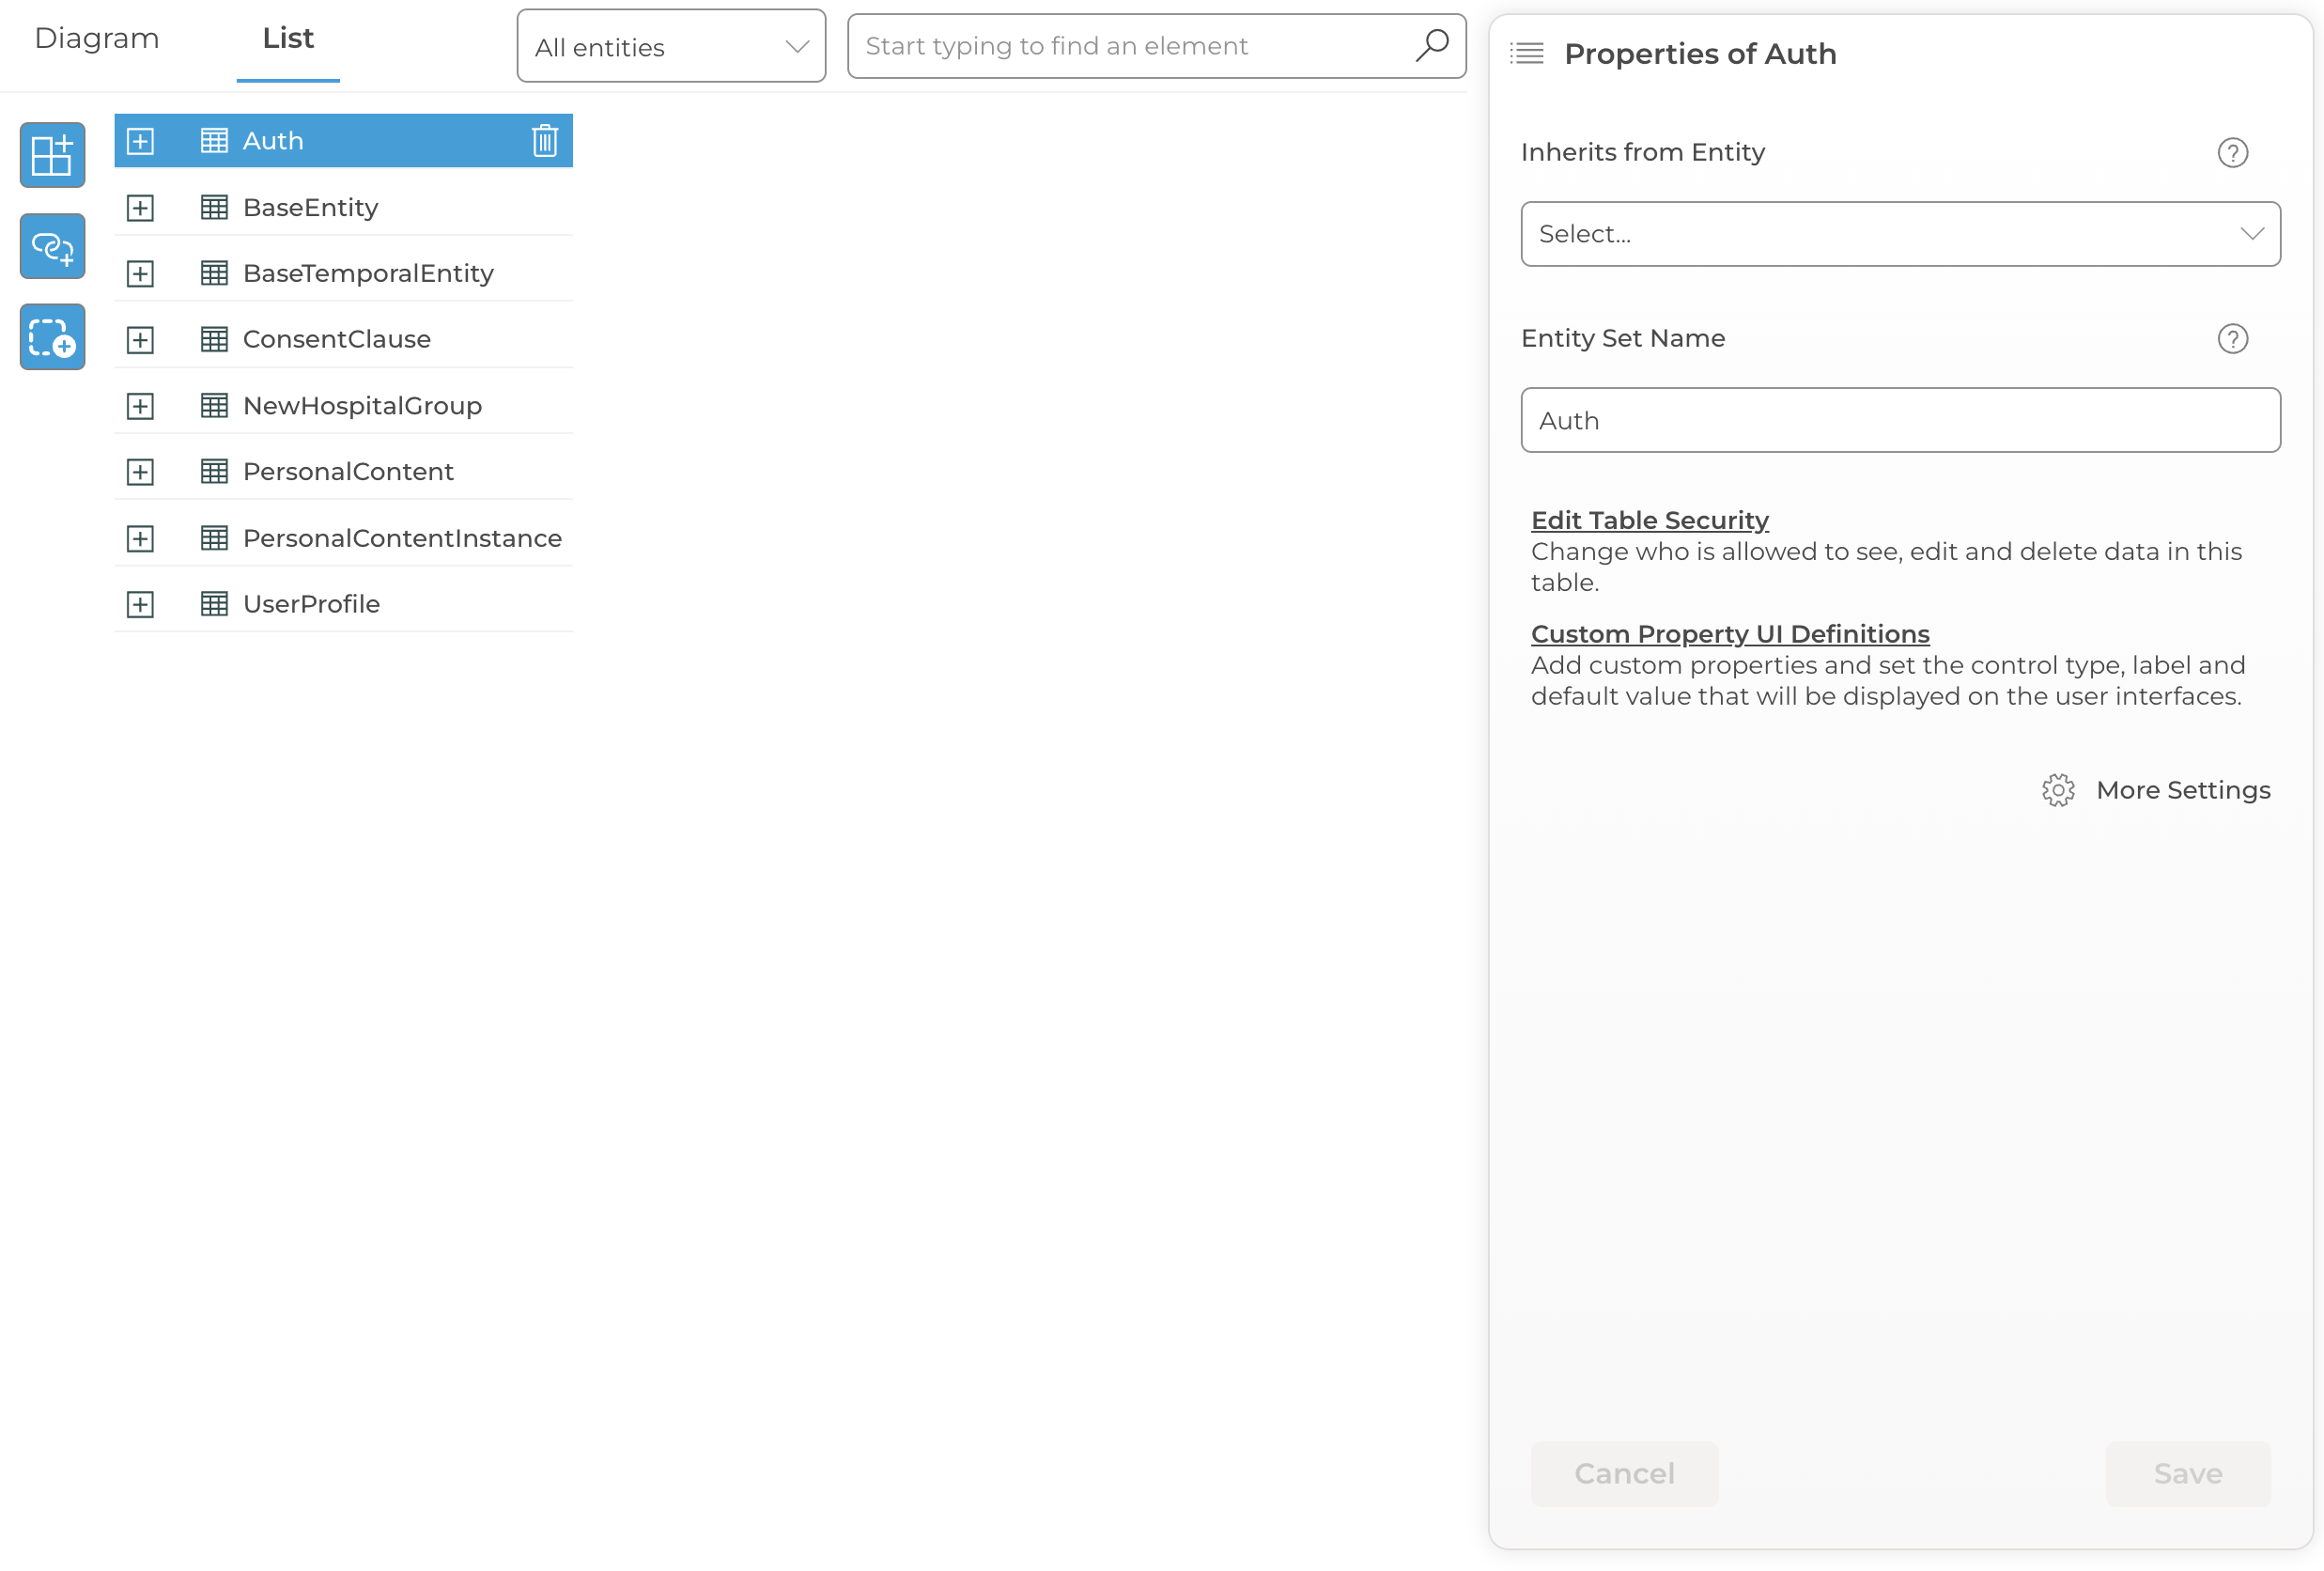 Diagram
List
All entities
Start typing to find an element
Auth
BaseEntity
BaseTemporalEntity
ConsentClause
NewHospitalGroup
PersonalContent
PersonalContentInstance
UserProfile
Properties of Auth
Inherits from Entity
?
Select...
Entity Set Name
?
Auth
Edit Table Security
Change who is allowed to see, edit and delete data in this
table.
Custom Property UI Definitions
Add custom properties and set the control type, label and
default value that will be displayed on the user interfaces.
More Settings
Cancel
Save